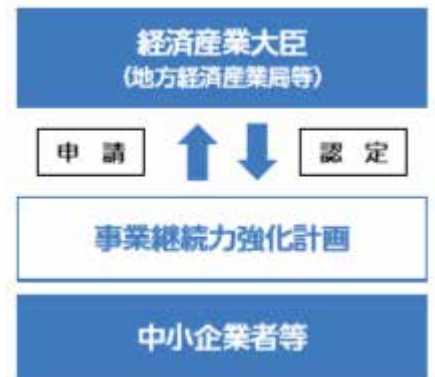 経済産業大臣
(地方経済産業局等)
申 請
認 定
事業継続力強化計画
中小企業者等